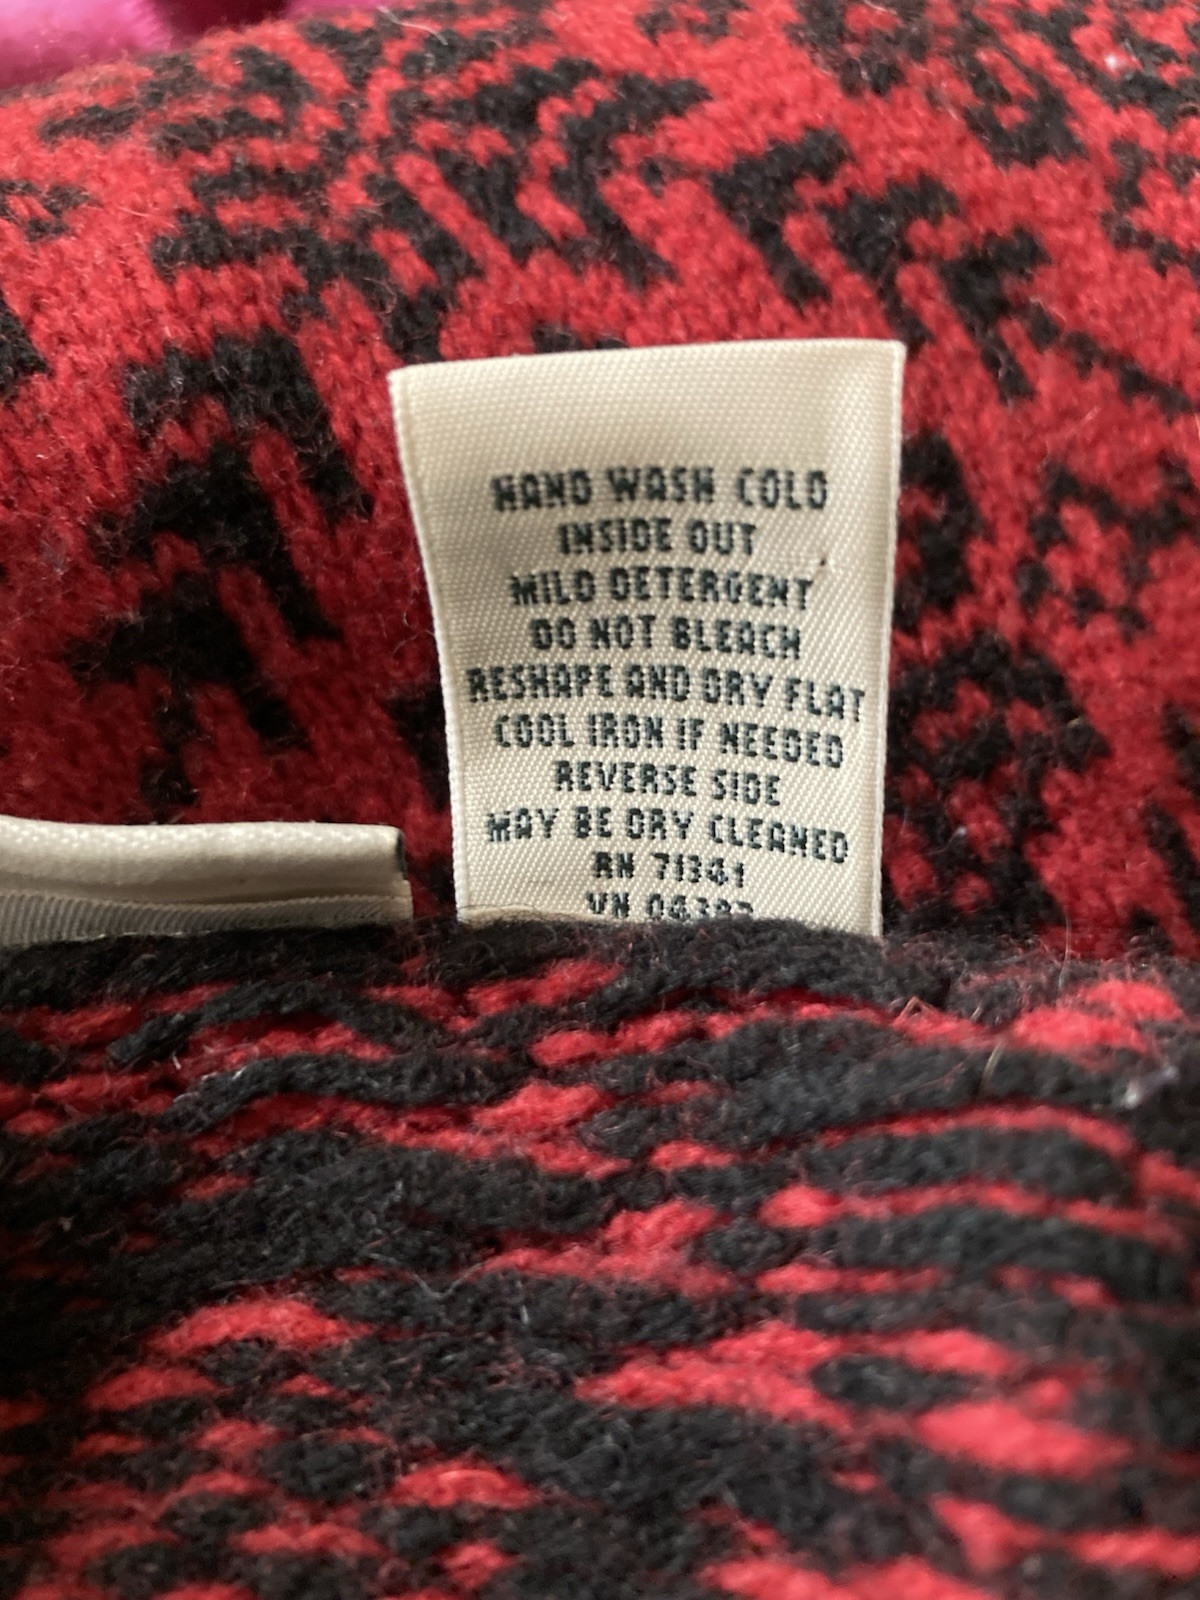 HAND WASH COLD
INSIDE OUT
MILD DETERGENT
DO NOT BLEACH
RESHAPE AND DRY FLAT
COOL IRON IF NEEDED
REVERSE SIDE
MAY BE DRY CLEANED
RN 71341
VN